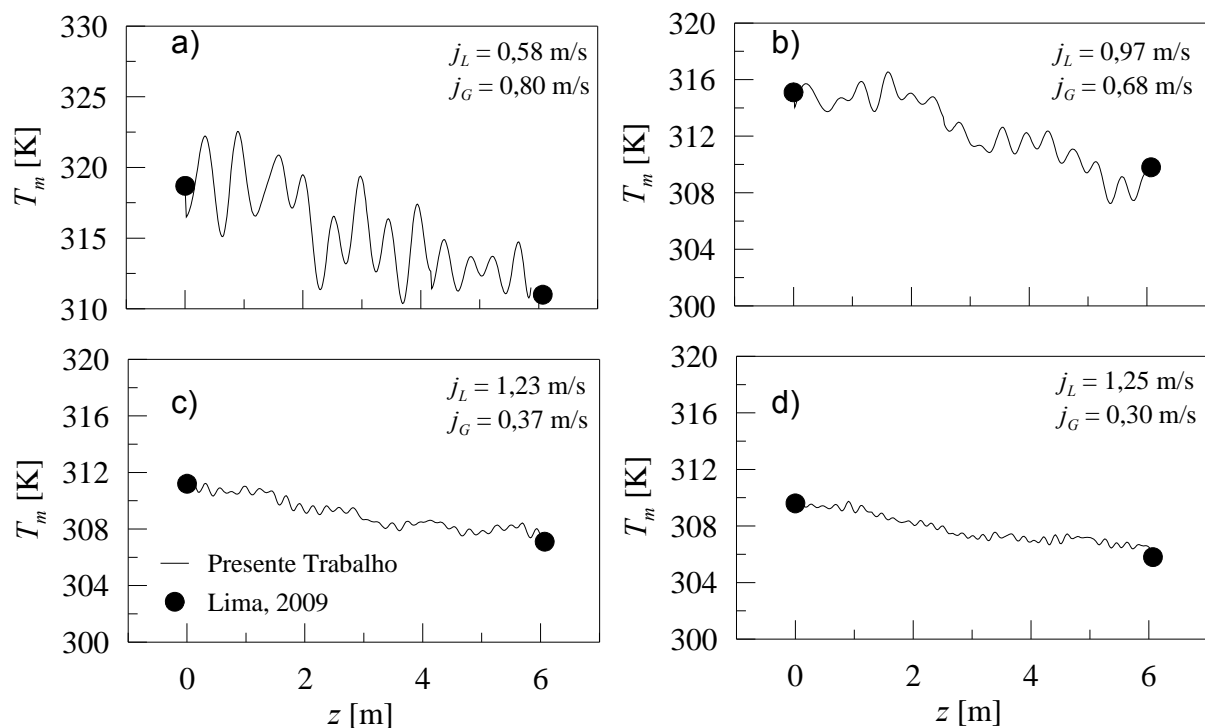 a)
j_L = 0,58 m/s
j_G = 0,80 m/s
330
325
320
315
310
T_m [K]
b)
j_L = 0,97 m/s
j_G = 0,68 m/s
320
316
312
308
304
300
T_m [K]
c)
j_L = 1,23 m/s
j_G = 0,37 m/s
320
316
312
308
304
300
T_m [K]
Presente Trabalho
Lima, 2009
0 2 4 6
z [m]
d)
j_L = 1,25 m/s
j_G = 0,30 m/s
320
316
312
308
304
300
T_m [K]
0 2 4 6
z [m]